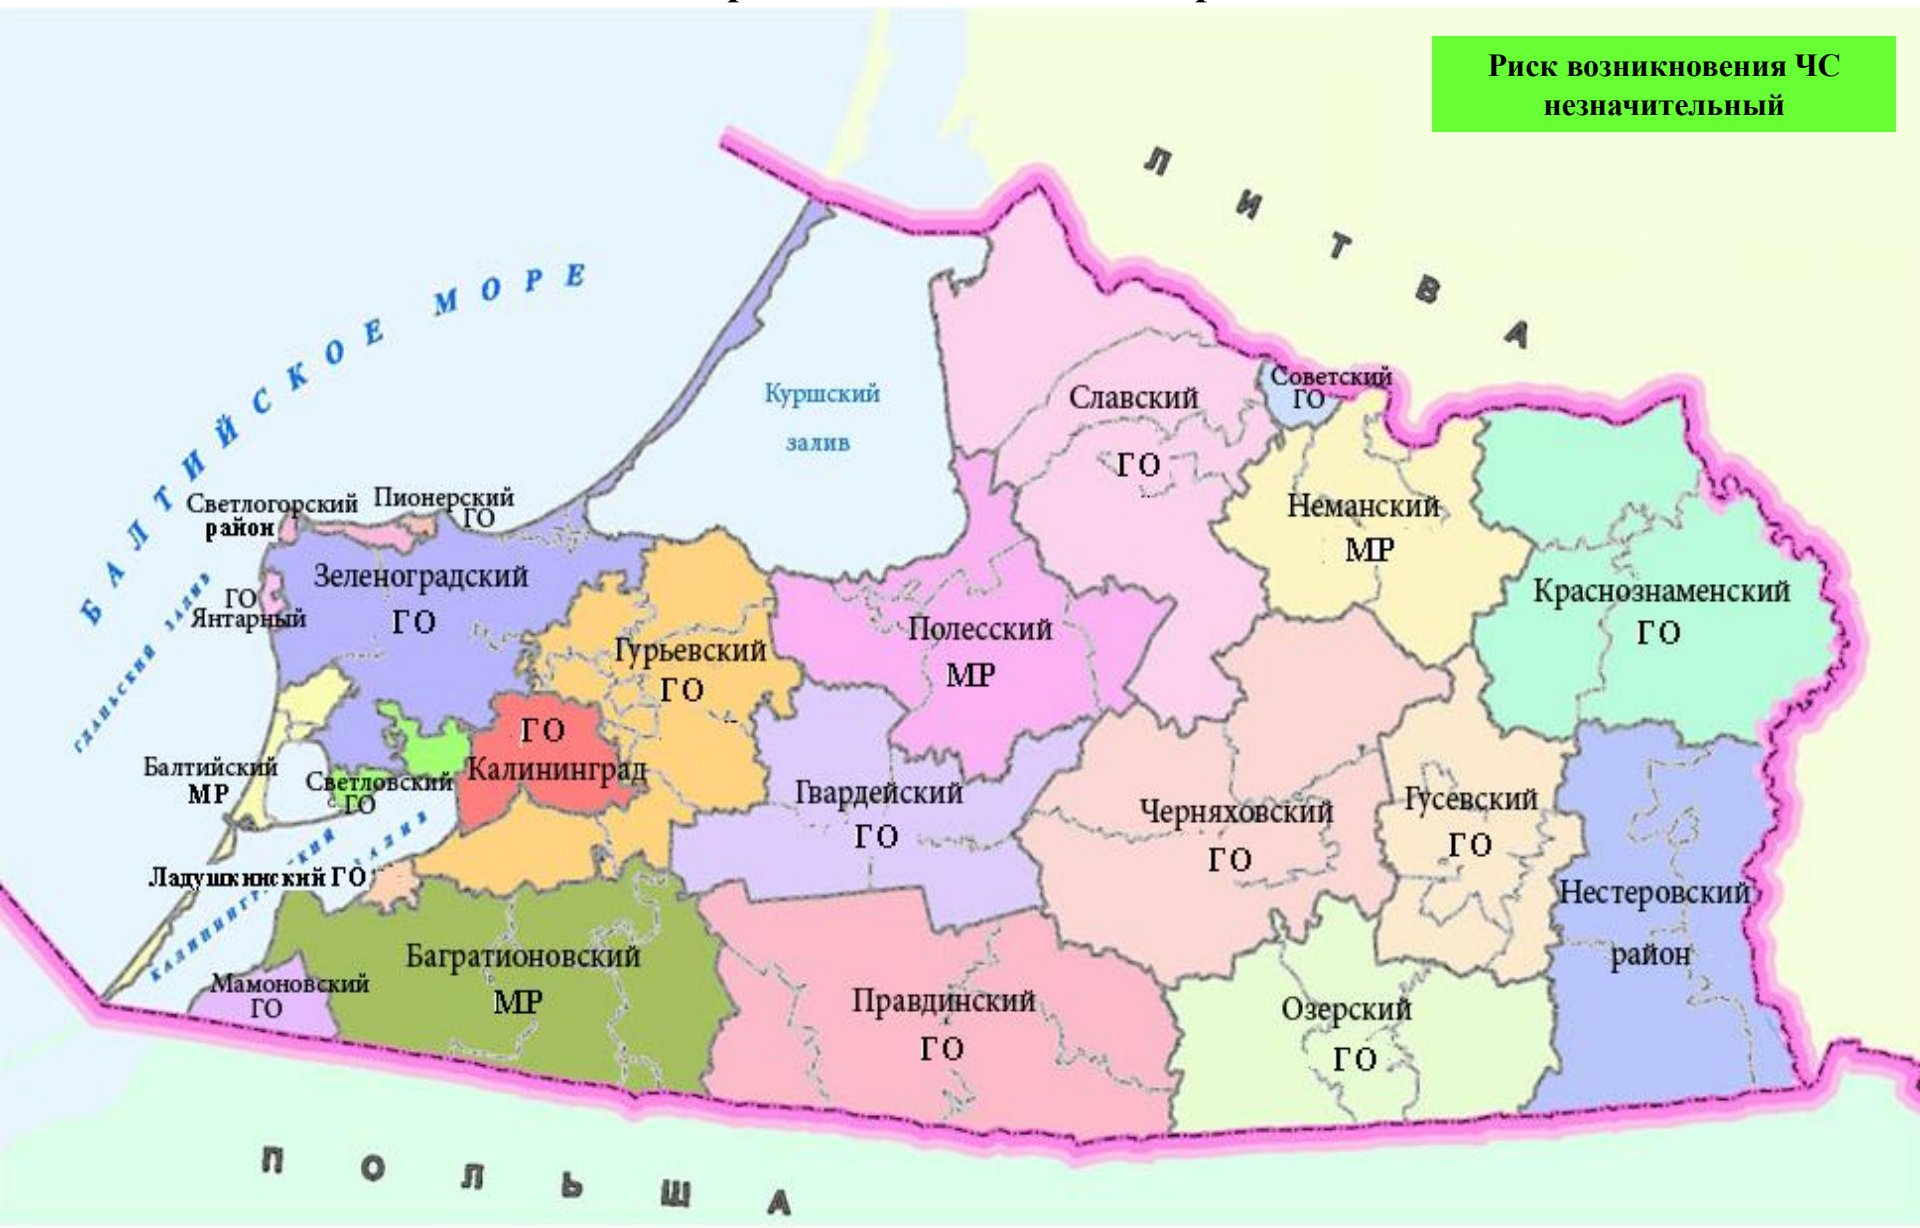 Риск возникновения ЧС
незначительный
ЛИТВА
БАЛТИЙСКОЕ МОРЕ
Куршский
залив
Советский
ГО
Славский
ГО
Светлогорский
район
Пионерский
ГО
Неманский
МР
Зеленоградский
ГО
ГО
Янтарный
Краснознаменский
ГО
ГДАНЬСКИЙ ЗАЛИВ
Гурьевский
ГО
Полесский
МР
ГО
Калининград
Балтийский
МР
Светловский
ГО
Гвардейский
ГО
Черняховский
ГО
Гусевский
ГО
Ладушкинский ГО
Нестеровский
район
Багратионовский
МР
Мамоновский
ГО
Правдинский
ГО
Озерский
ГО
ПОЛЬША